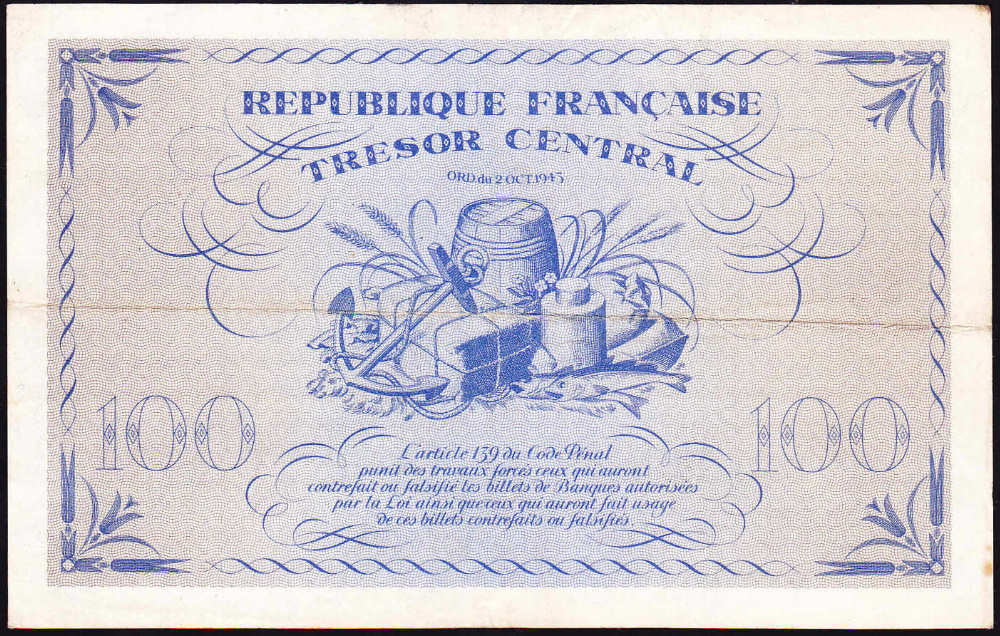 REPUBLIQUE FRANÇAISE
TRESOR CENTRAL
ORD. du 2 OCT. 1943
100
100
L'article 139 du Code Pénal
punit des travaux forcés ceux qui auront
contrefait ou falsifié les billets de Banques autorisées
par la Loi ainsi que ceux qui auront fait usage
de ces billets contrefaits ou falsifiés.